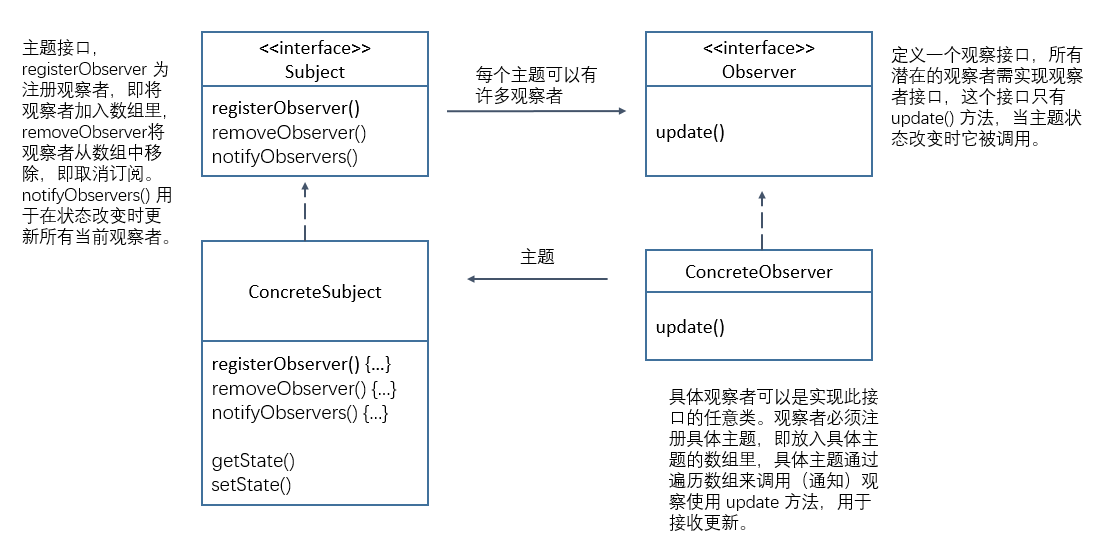 主题接口，
registerObserver 为
注册观察者，即将
观察者加入数组里，
removeObserver将
观察者从数组中移
除，即取消订阅。
notifyObservers() 用
于在状态改变时更
新所有当前观察者。
<<interface>>
Subject
registerObserver()
removeObserver()
notifyObservers()
每个主题可以有
许多观察者
<<interface>>
Observer
update()
定义一个观察接口，所有
潜在的观察者需实现观察
者接口，这个接口只有
update() 方法，当主题状
态改变时它被调用。
ConcreteSubject
registerObserver() {...}
removeObserver() {...}
notifyObservers() {...}
getState()
setState()
主题
ConcreteObserver
update()
具体观察者可以是实现此接
口的任意类。观察者必须注
册具体主题，即放入具体主
题的数组里，具体主题通过
遍历数组来调用（通知）观
察使用 update 方法，用于
接收更新。